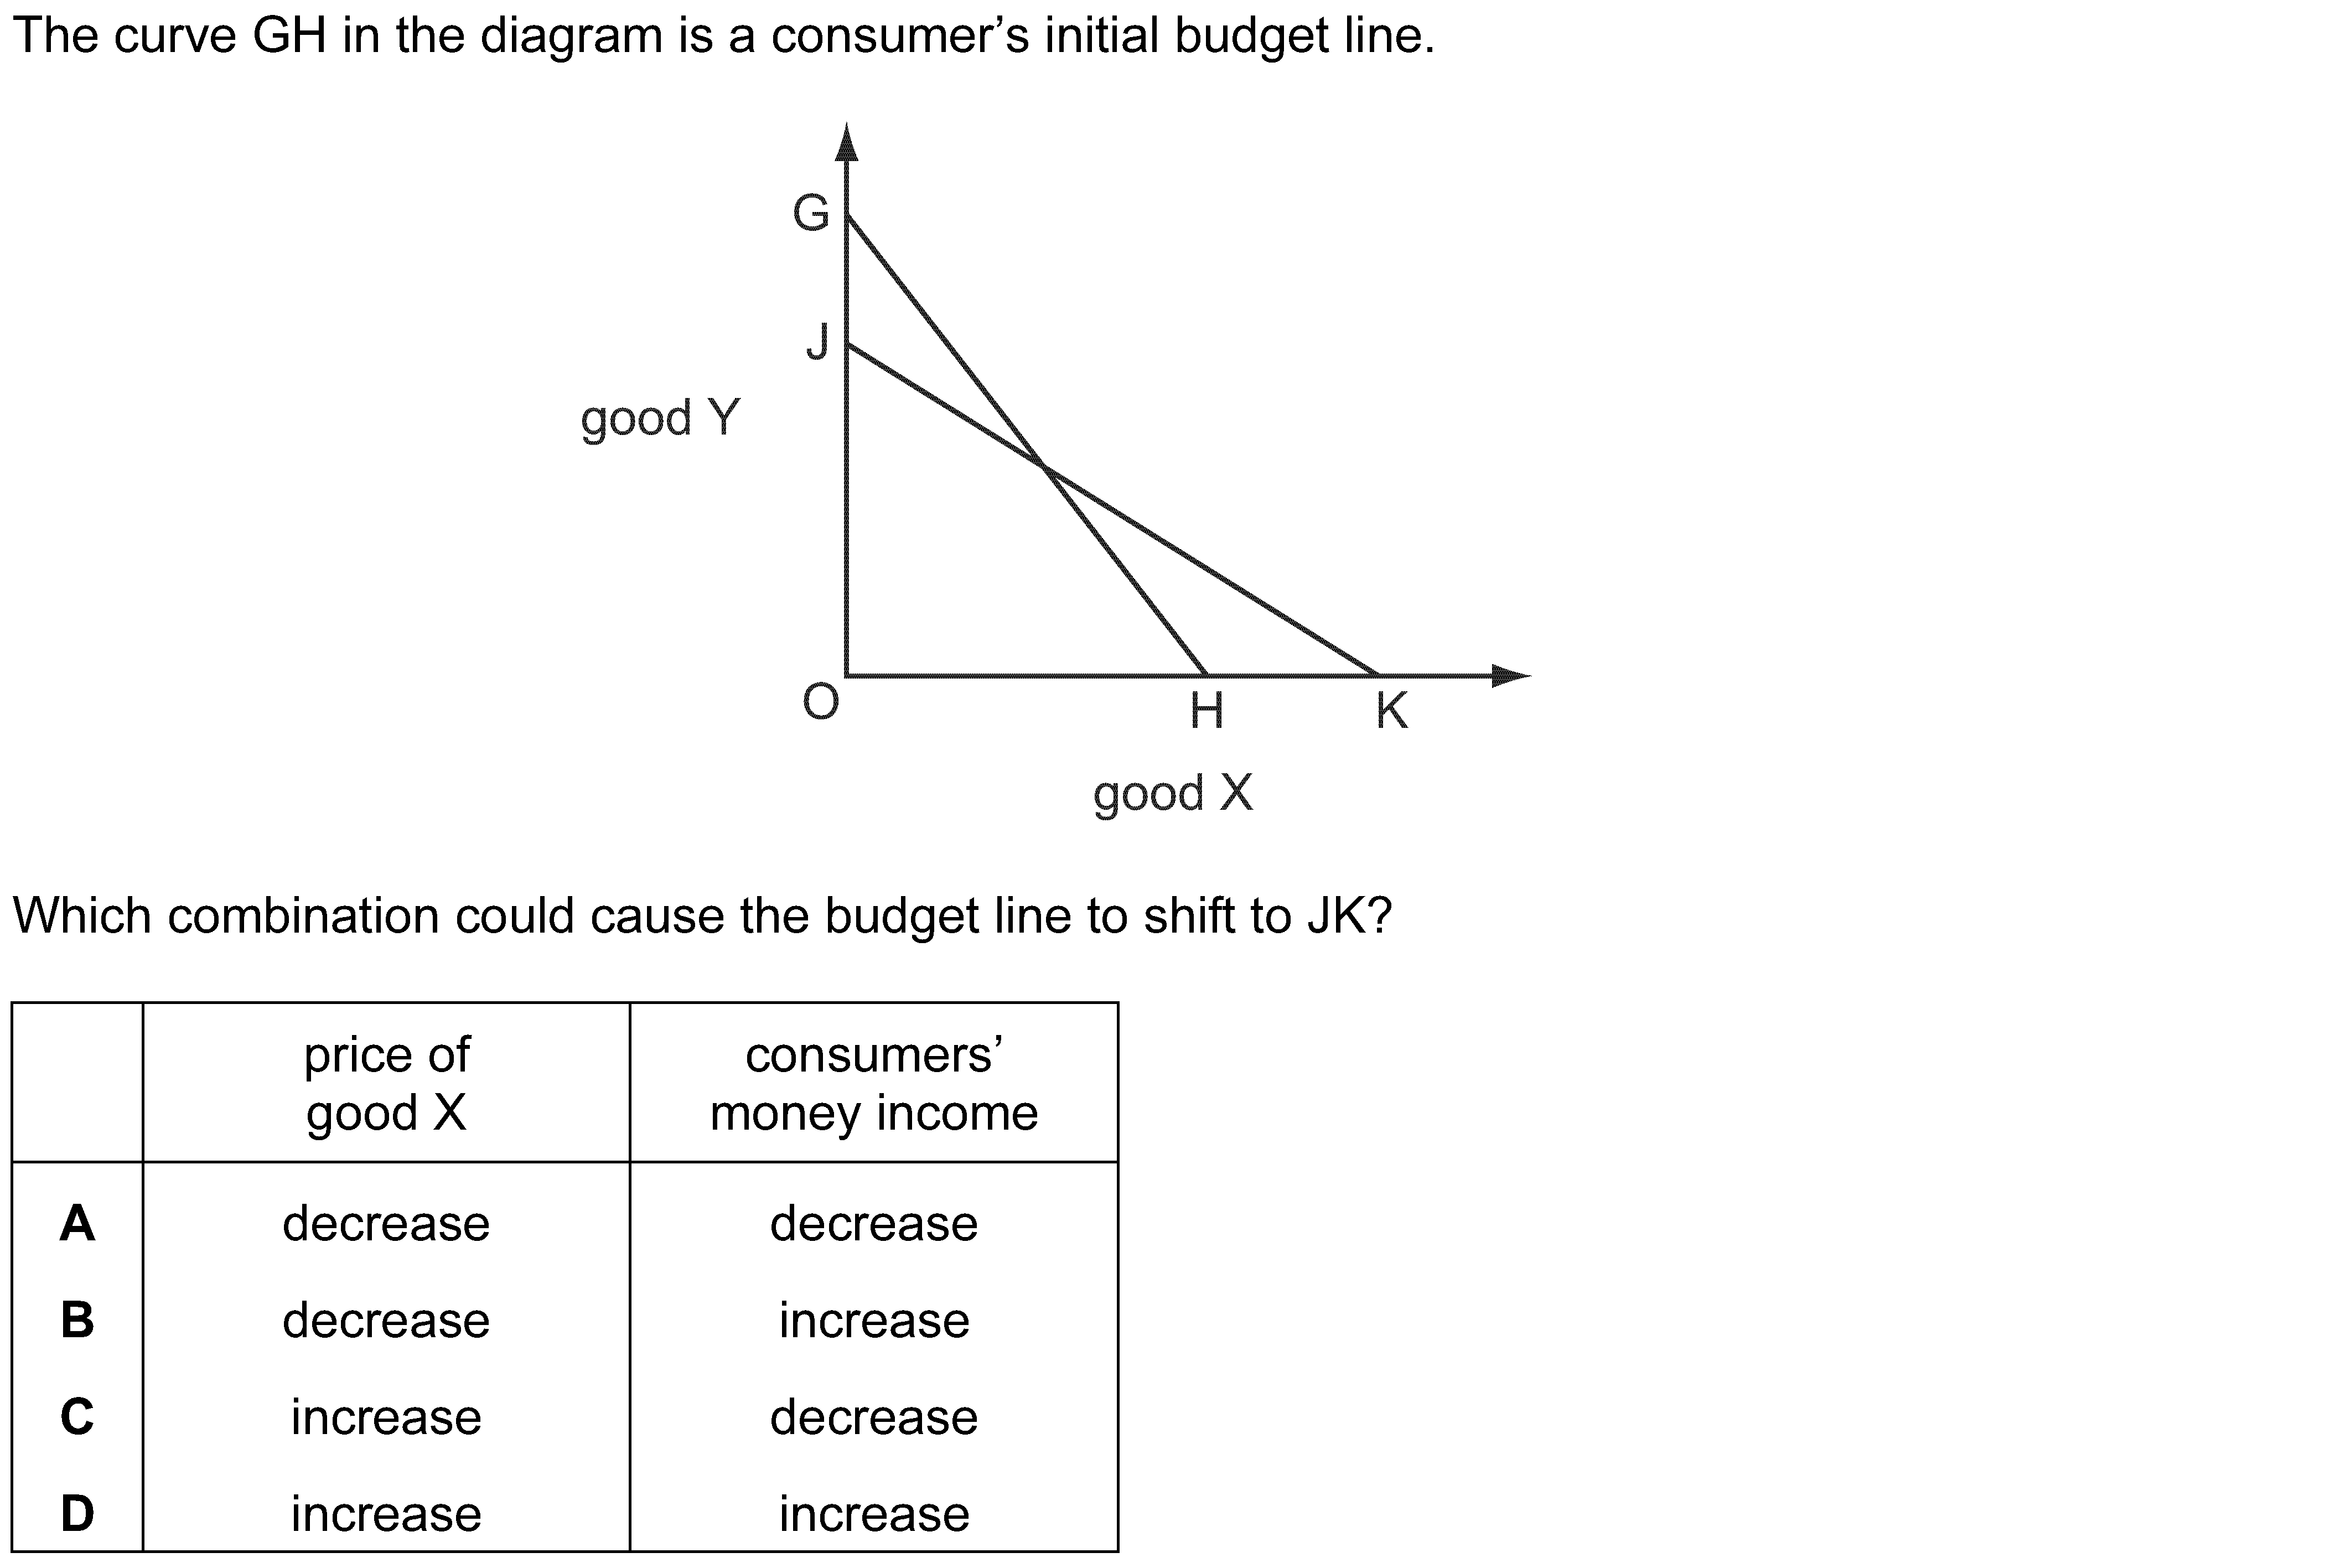 The curve GH in the diagram is a consumer’s initial budget line.
G
J
good Y
O
H
K
good X
Which combination could cause the budget line to shift to JK?
price of good X
consumers’ money income
A decrease decrease
B decrease increase
C increase decrease
D increase increase